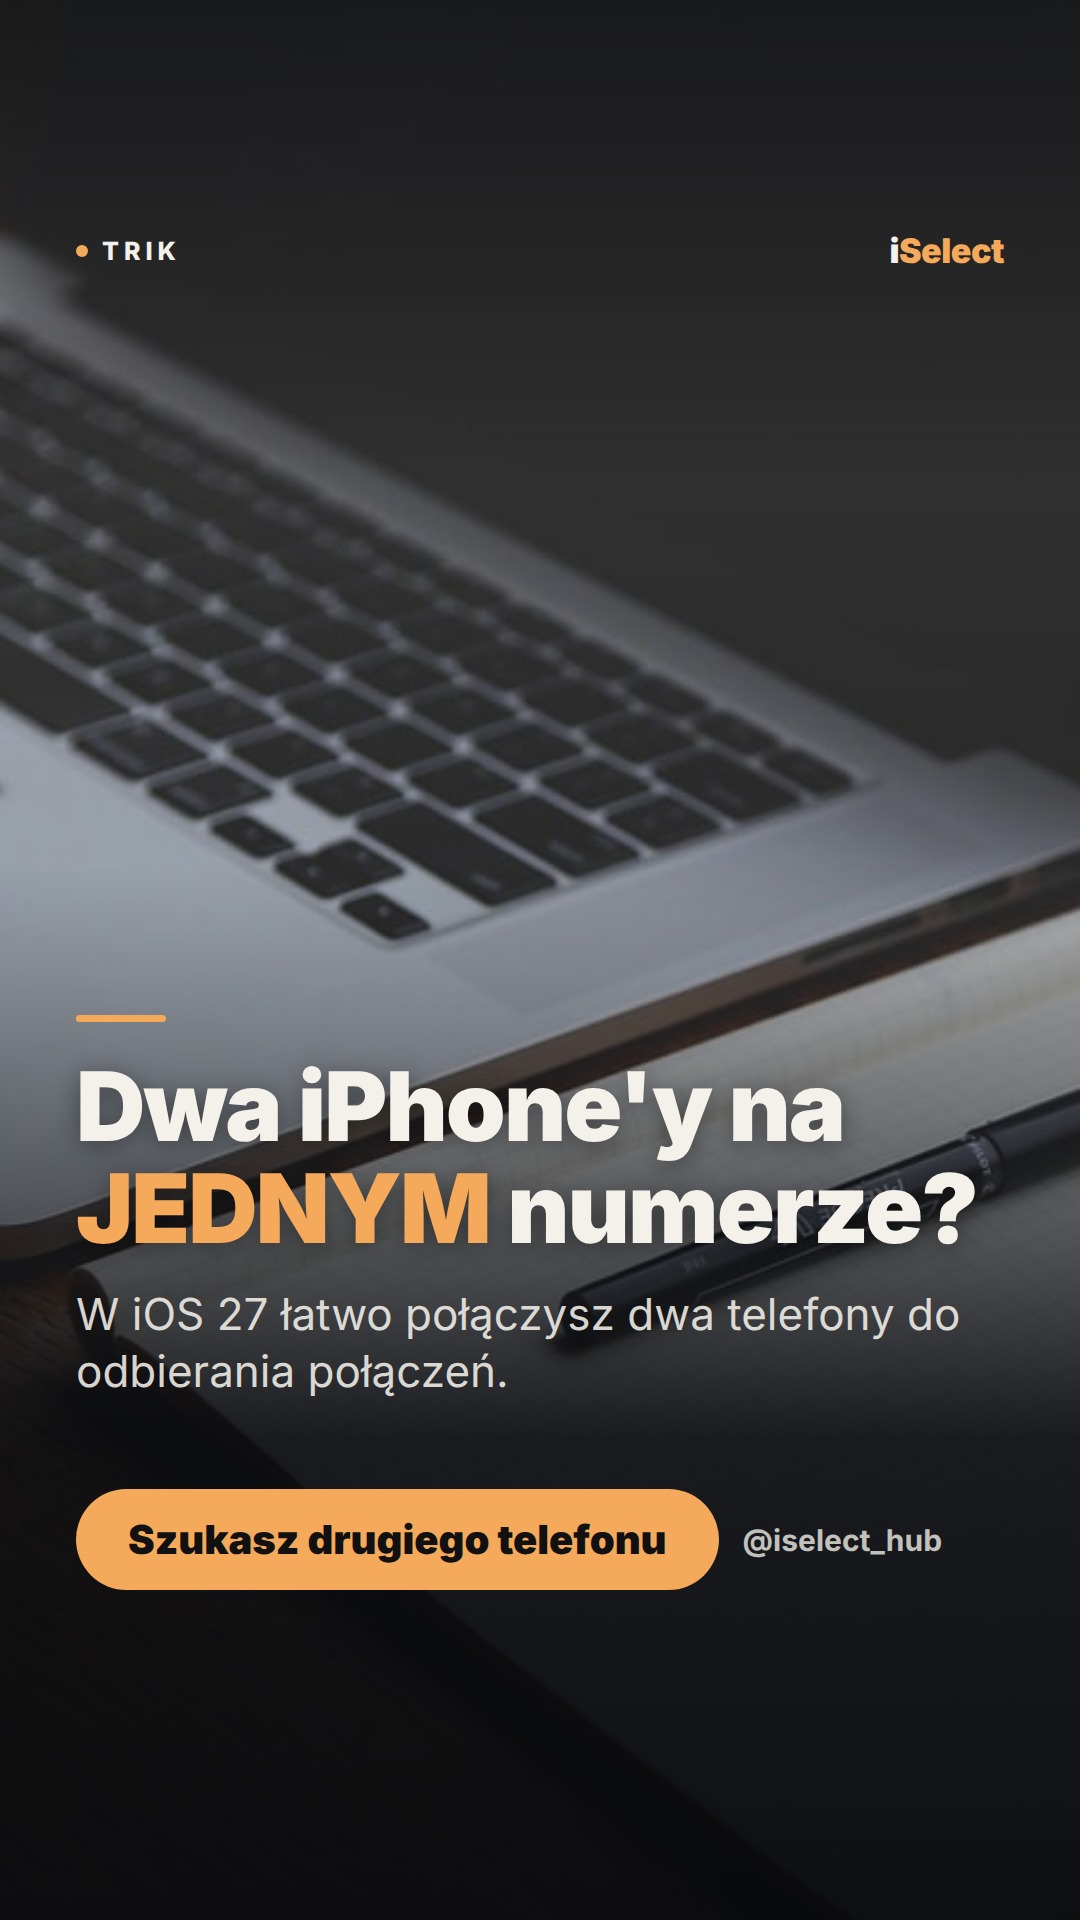 TRIK
iSelect
Dwa iPhone'y na
JEDNYM numerze?
W iOS 27 łatwo połączysz dwa telefony do
odbierania połączeń.
Szukasz drugiego telefonu
@iselect_hub
PILOT